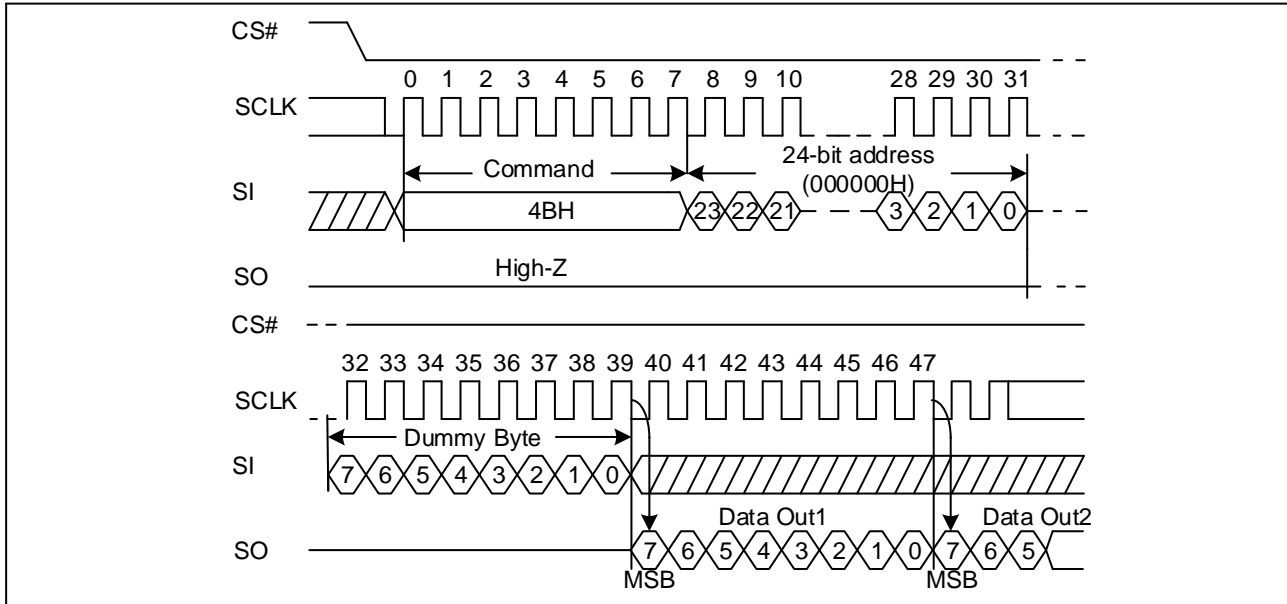 CS#
0 1 2 3 4 5 6 7 8 9 10 28 29 30 31
SCLK
Command
24-bit address
(000000H)
SI
4BH
23 22 21 3 2 1 0
High-Z
SO
CS#
32 33 34 35 36 37 38 39 40 41 42 43 44 45 46 47
SCLK
Dummy Byte
SI
7 6 5 4 3 2 1 0
Data Out1 Data Out2
SO
7 6 5 4 3 2 1 0 7 6 5
MSB MSB